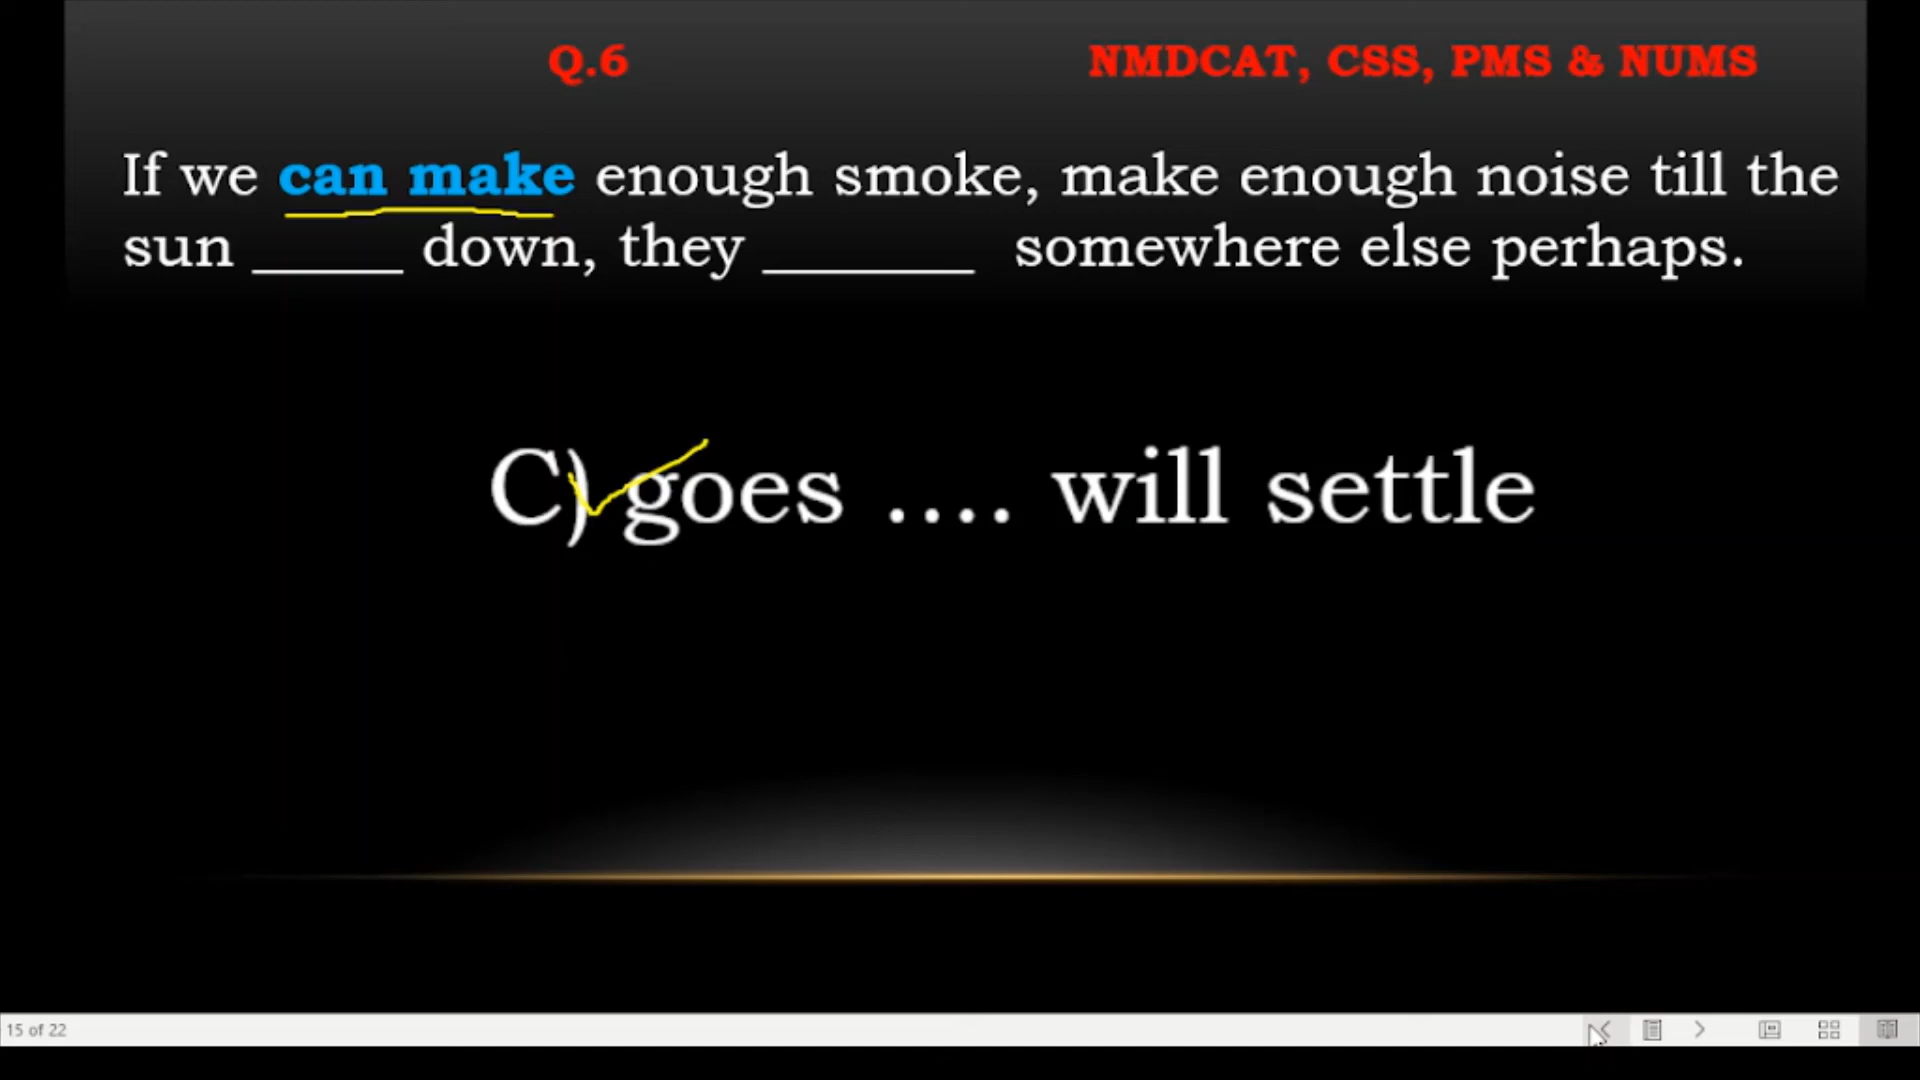 Q.6 NMDCAT, CSS, PMS & NUMS
If we can make enough smoke, make enough noise till the
sun _____ down, they _______ somewhere else perhaps.
C) goes .... will settle
15 of 22